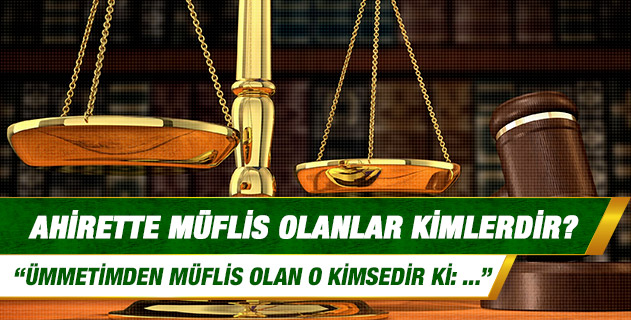 AHİRETTE MÜFLİS OLANLAR KİMLERDİR?
“ÜMMETİMDEN MÜFLİS OLAN O KİMSEDİR Kİ: ...”